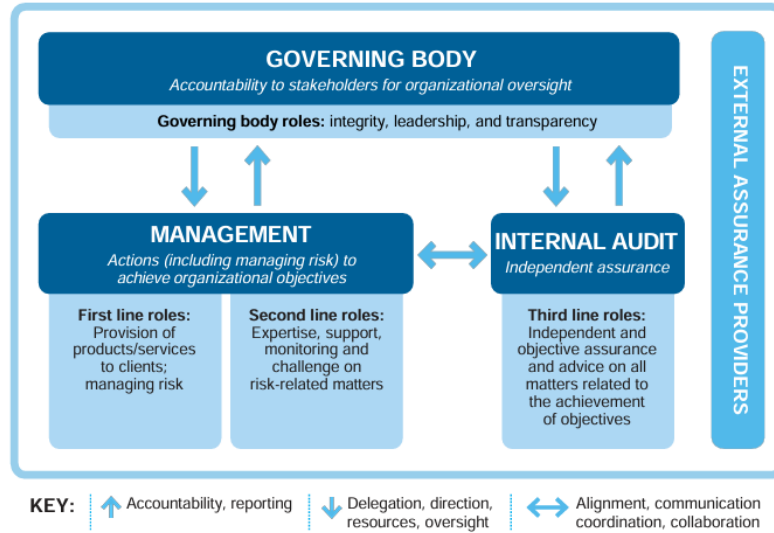 GOVERNING BODY
Accountability to stakeholders for organizational oversight
Governing body roles: integrity, leadership, and transparency
MANAGEMENT
Actions (including managing risk) to
achieve organizational objectives
First line roles:
Provision of
products/services
to clients;
managing risk
Second line roles:
Expertise, support,
monitoring and
challenge on
risk-related matters
INTERNAL AUDIT
Independent assurance
Third line roles:
Independent and
objective assurance
and advice on all
matters related to
the achievement
of objectives
EXTERNAL ASSURANCE PROVIDERS
KEY:
Accountability, reporting
Delegation, direction,
resources, oversight
Alignment, communication
coordination, collaboration